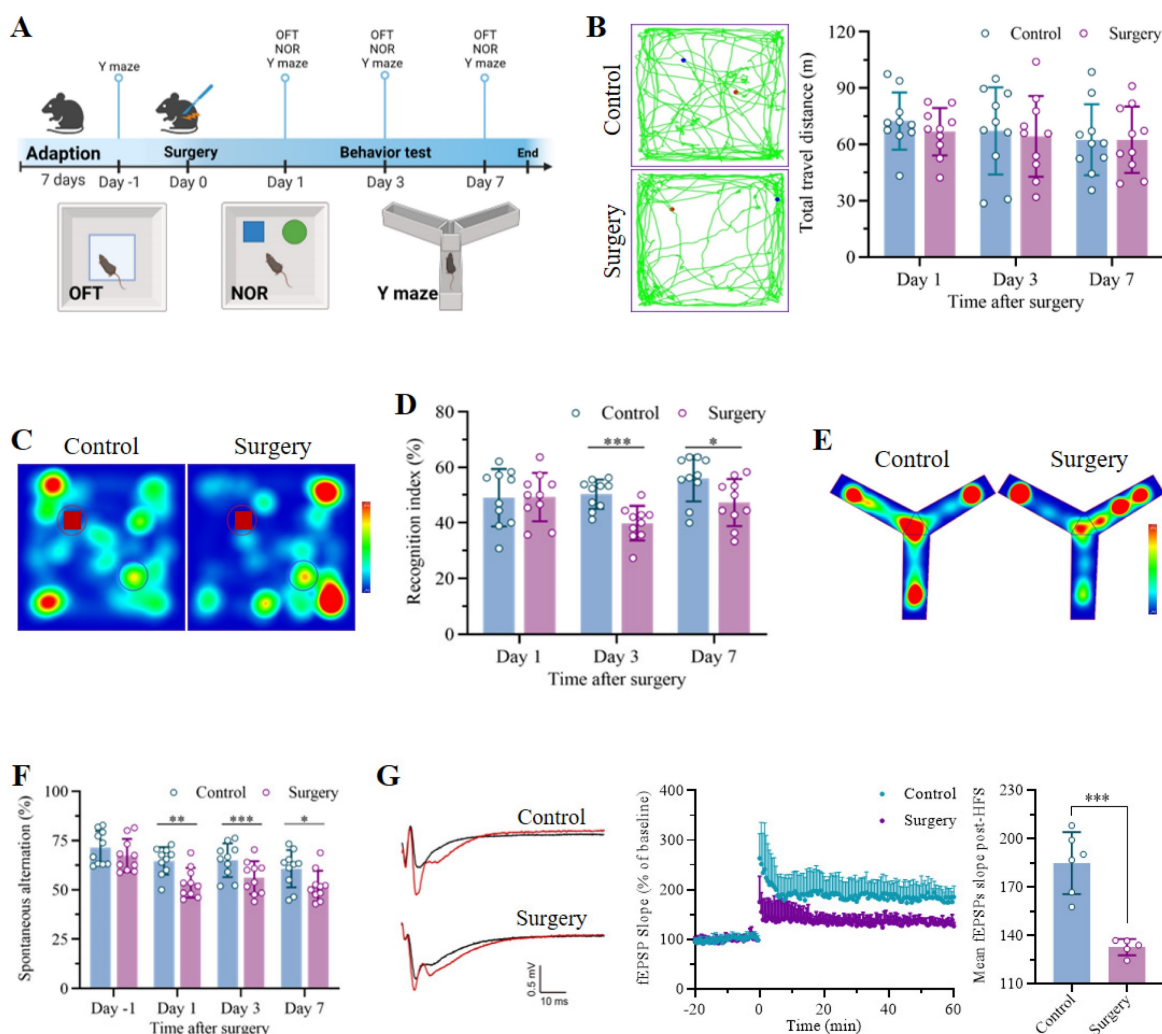 A
OFT
NOR
Y maze
OFT
NOR
Y maze
OFT
NOR
Y maze
Y maze
Adaption
Surgery
Behavior test
End
7 days
Day -1
Day 0
Day 1
Day 3
Day 7
OFT
NOR
Y maze
B
Control
Surgery
Control
Surgery
Total travel distance (m)
120
90
60
30
0
Day 1
Day 3
Day 7
Time after surgery
C
Control
Surgery
D
Control
Surgery
Recognition index (%)
80
60
40
20
0
***
*
Day 1
Day 3
Day 7
Time after surgery
E
Control
Surgery
F
Control
Surgery
Spontaneous alternation (%)
100
75
50
25
0
**
***
*
Day -1
Day 1
Day 3
Day 7
Time after surgery
G
Control
Surgery
0.5 mV
10 ms
fEPSP Slope (% of baseline)
400
300
200
100
0
Control
Surgery
-20
0
20
40
60
Time (min)
Mean fEPSPs slope post-HFS
230
200
170
140
110
***
Control
Surgery